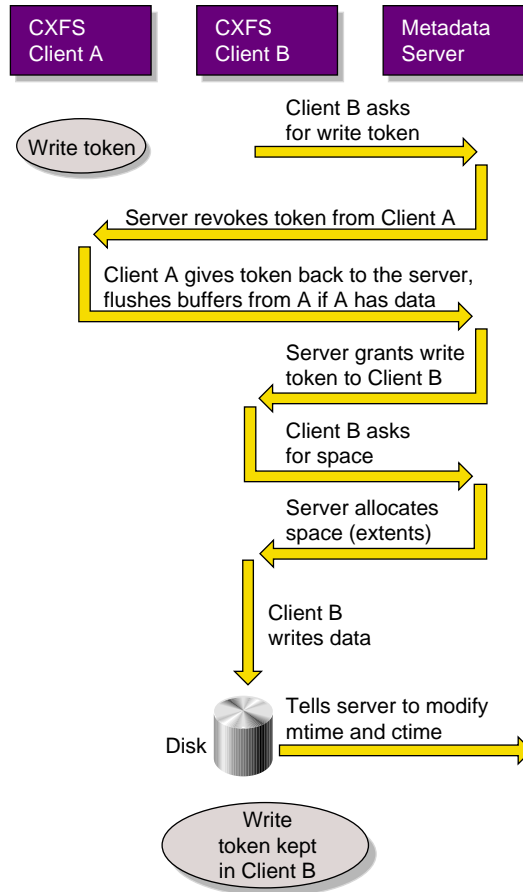 CXFS
Client A
CXFS
Client B
Metadata
Server
Client B asks
for write token
Write token
Server revokes token from Client A
Client A gives token back to the server,
flushes buffers from A if A has data
Server grants write
token to Client B
Client B asks
for space
Server allocates
space (extents)
Client B
writes data
Tells server to modify
mtime and ctime
Disk
Write
token kept
in Client B